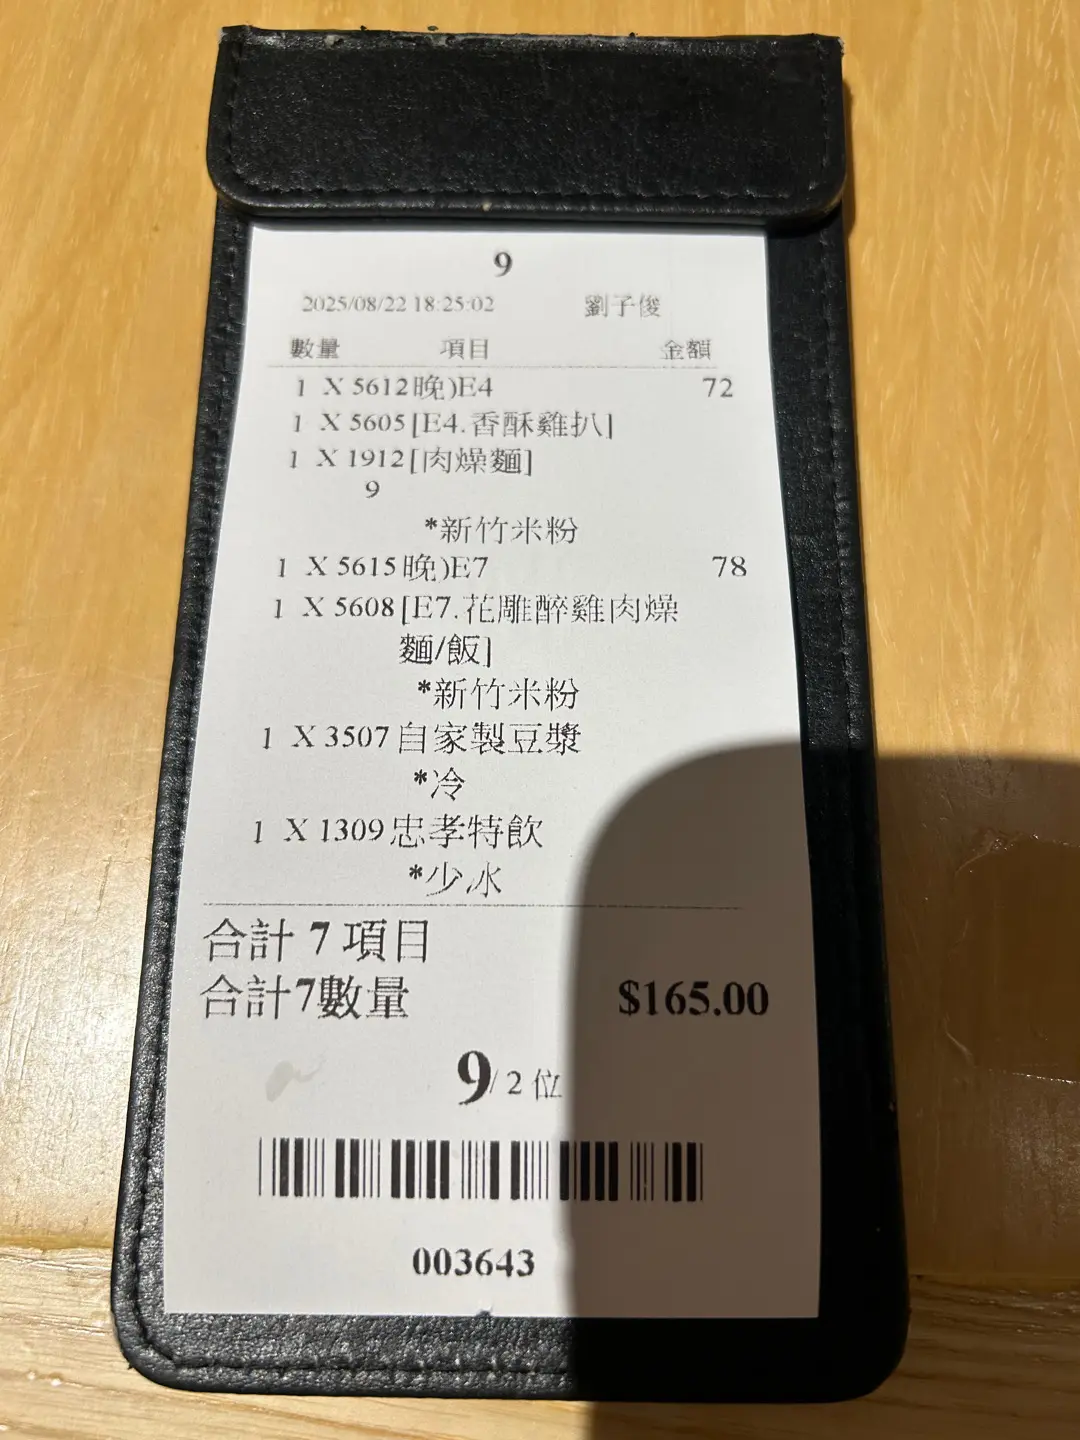 9
2025/08/22 18:25:02 劉子俊
數量 項目 金額
1 X 5612晚)E4 72
1 X 5605[E4.香酥雞扒]
1 X 1912[肉燥麵]
9
*新竹米粉
1 X 5615晚)E7 78
1 X 5608[E7.花雕醉雞肉燥
麵/飯]
*新竹米粉
1 X 3507自家製豆漿
*冷
1 X 1309忠孝特飲
*少冰
合計 7 項目
合計7數量 $165.00
9/ 2 位
003643